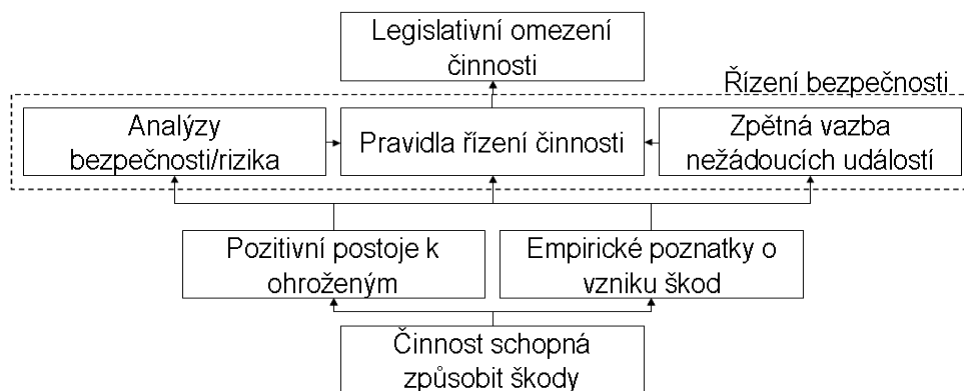 Legislativní omezení
činnosti
Řízení bezpečnosti
Analýzy
bezpečnosti/rizika
Pravidla řízení činnosti
Zpětná vazba
nežádoucích událostí
Pozitivní postoje k
ohroženým
Empirické poznatky o
vzniku škod
Činnost schopná
způsobit škody